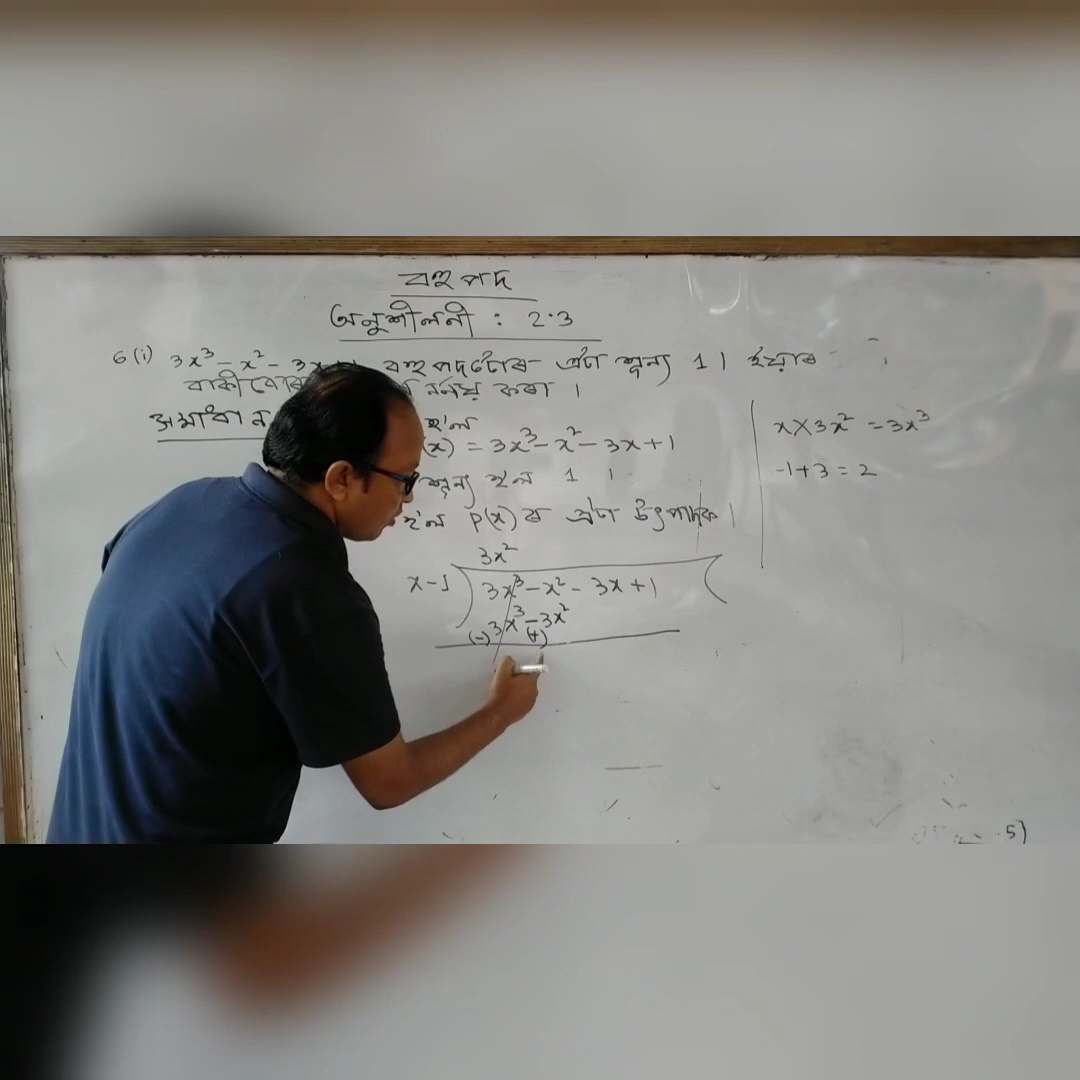 বহুপদ
অনুশীলনী : 2.3
6(i) 3x³ - x² - 3x + 1 বহুপদটোৰ এটা শূন্য 1। ইয়াৰ
বাকীবোৰ নিৰ্ণয় কৰা ।
সমাধান হ'ল
(x) = 3x³ - x² - 3x + 1
শূন্য হ'ল 1 ।
হ'ল p(x) ৰ এটা উৎপাদক।
3x²
x-1 ) 3x³ - x² - 3x + 1 (
3x³ - 3x²
(-) (+)
x × 3x² = 3x³
-1+3 = 2
5)